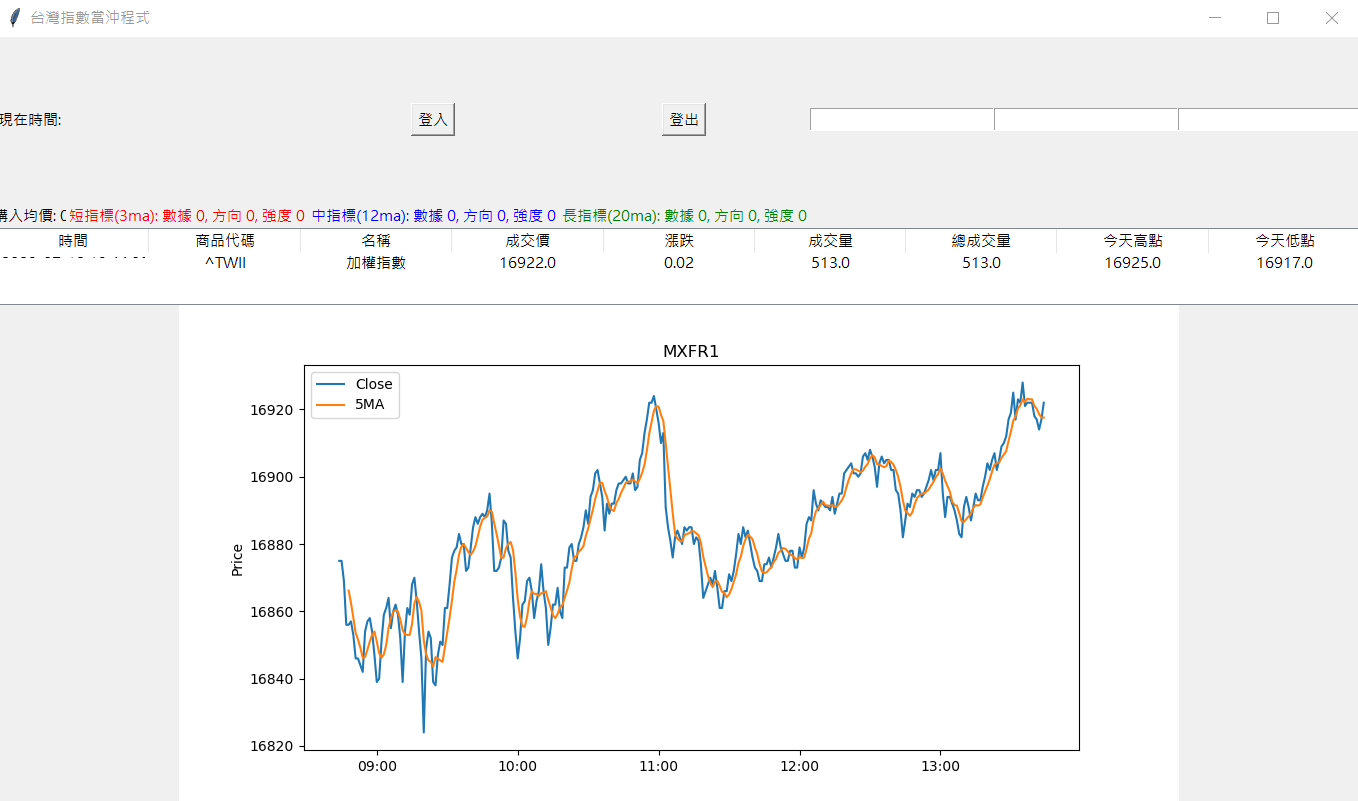 台灣指數當沖程式
現在時間: 登入 登出
購入均價: 短指標(3ma): 數據 0, 方向 0, 強度 0 中指標(12ma): 數據 0, 方向 0, 強度 0 長指標(20ma): 數據 0, 方向 0, 強度 0
時間 商品代碼 名稱 成交價 漲跌 成交量 總成交量 今天高點 今天低點
^TWII 加權指數 16922.0 0.02 513.0 513.0 16925.0 16917.0
MXFR1
Close
5MA
Price
16920
16900
16880
16860
16840
16820
09:00 10:00 11:00 12:00 13:00